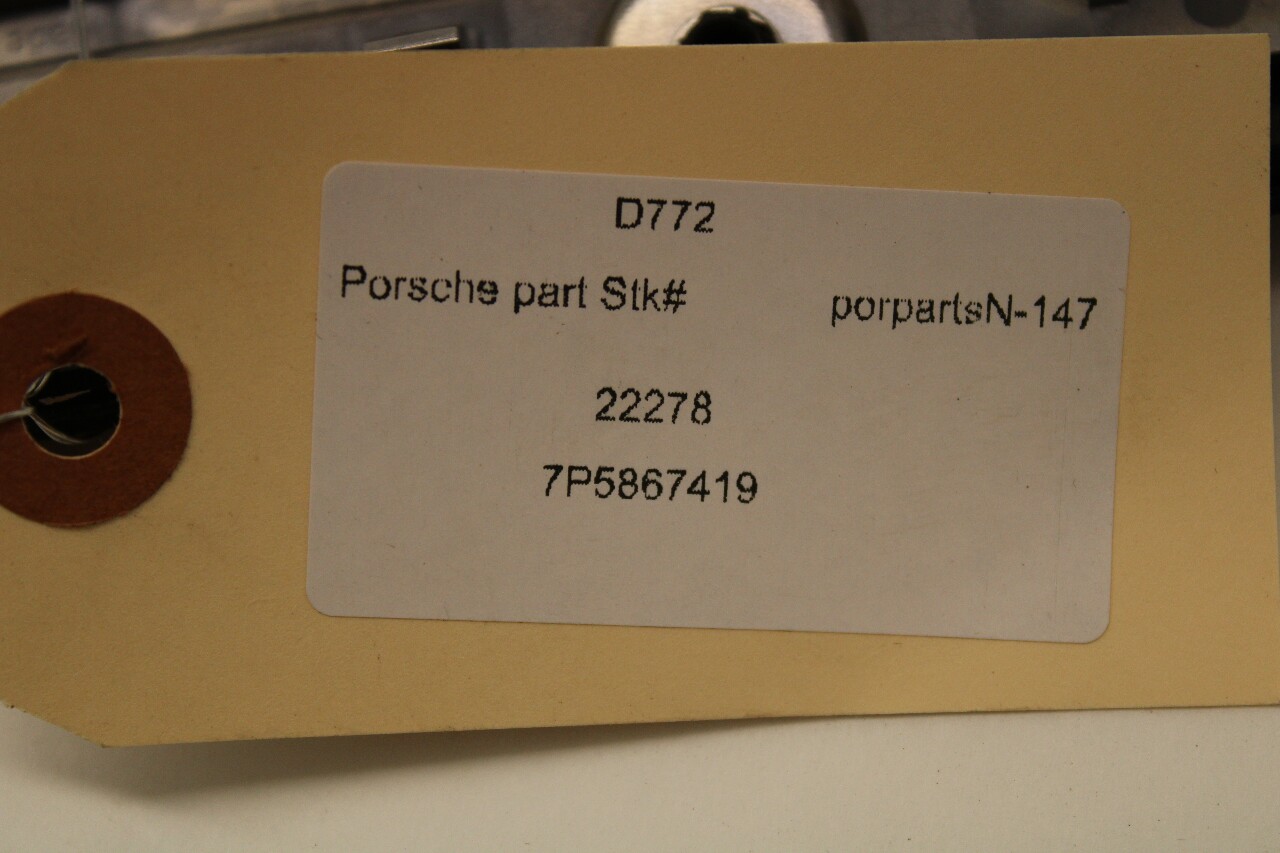 D772
Porsche part Stk# porpartsN-147
22278
7P5867419